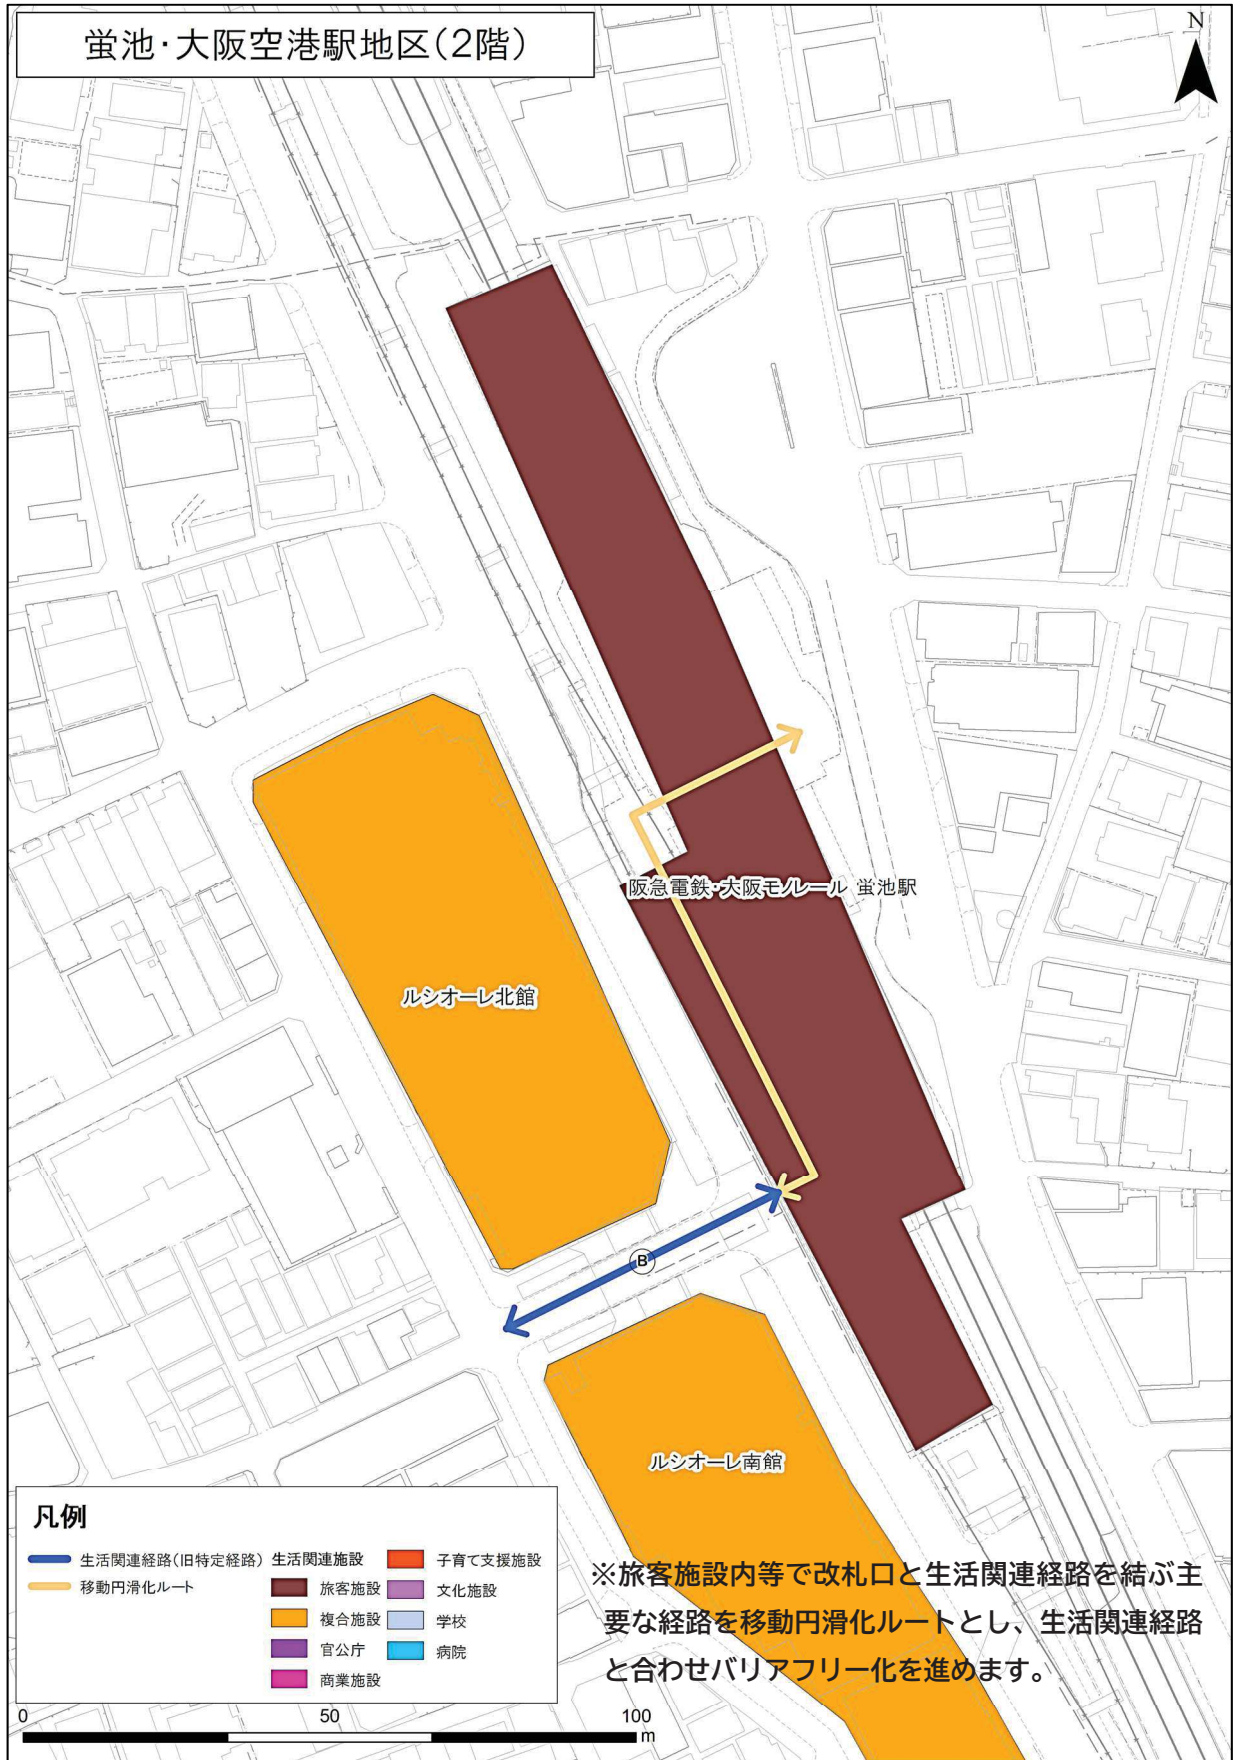 蛍池・大阪空港駅地区（2階）
N
阪急電鉄・大阪モノレール 蛍池駅
ルシオーレ北館
B
ルシオーレ南館
凡例
生活関連経路（旧特定経路）
移動円滑化ルート
生活関連施設
旅客施設
複合施設
官公庁
商業施設
子育て支援施設
文化施設
学校
病院
※旅客施設内等で改札口と生活関連経路を結ぶ主
要な経路を移動円滑化ルートとし、生活関連経路
と合わせバリアフリー化を進めます。
0 50 100
m